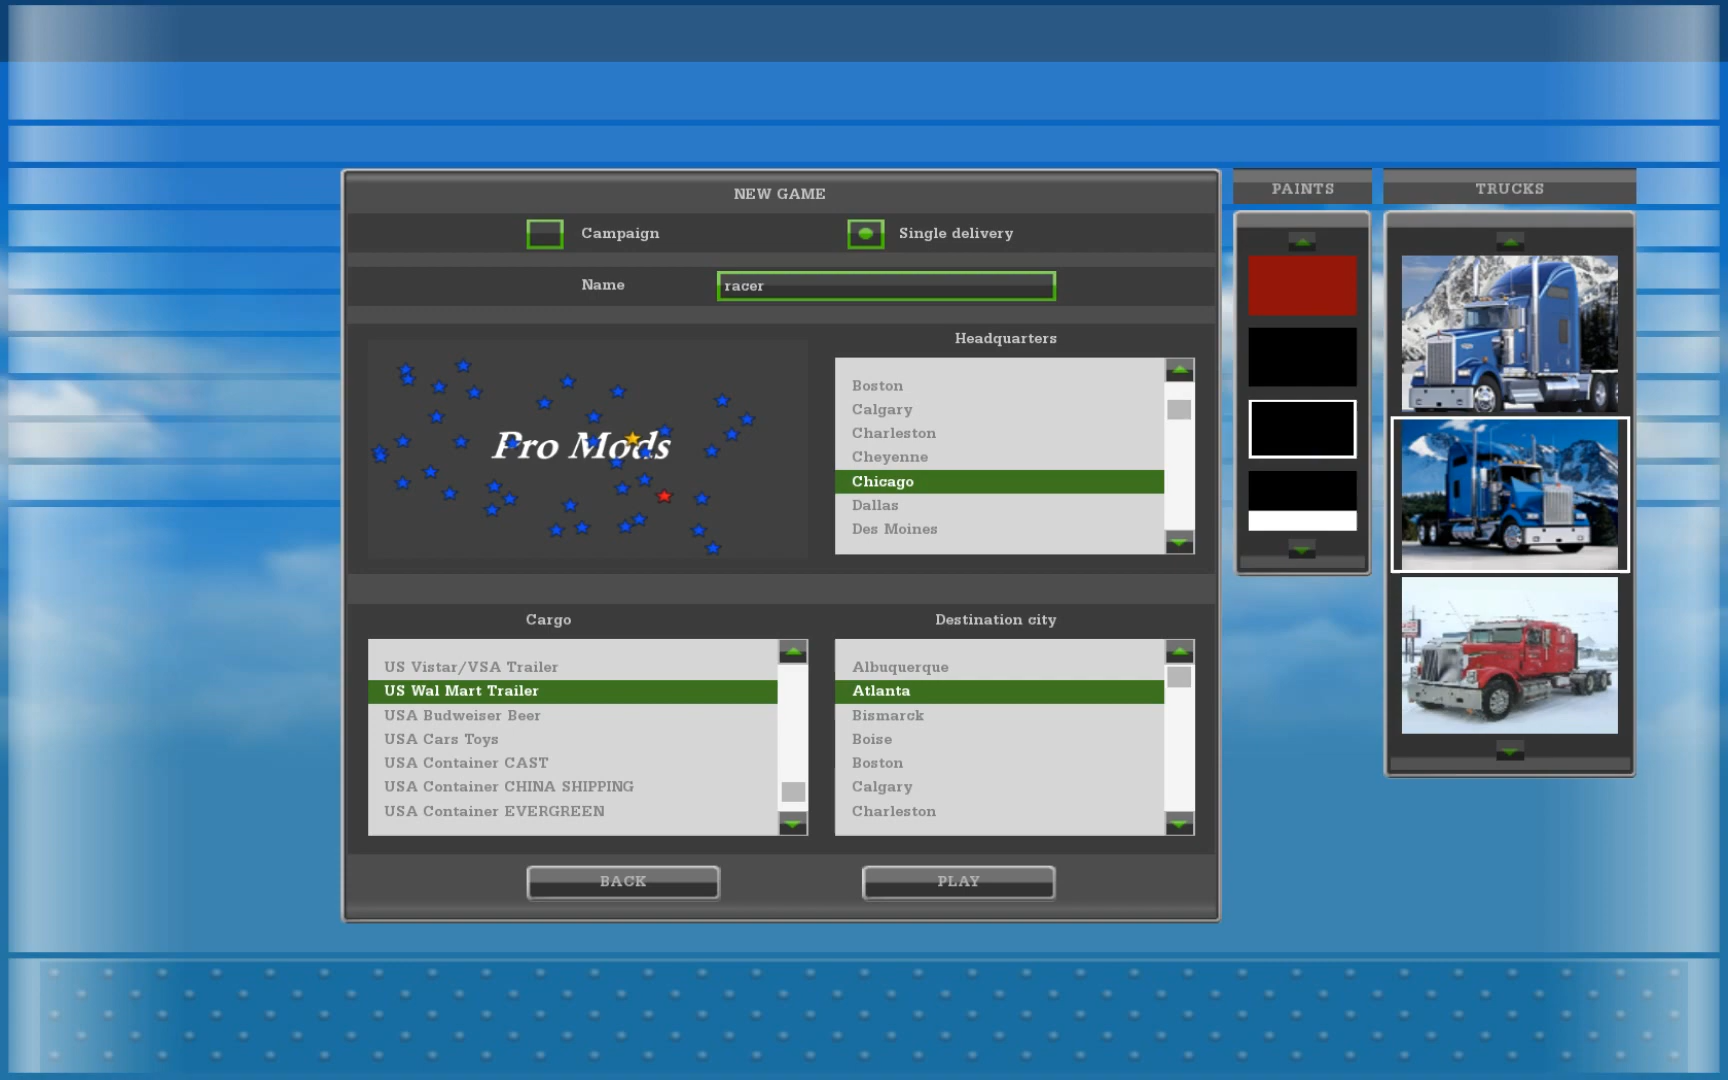 NEW GAME
Campaign
Single delivery
Name
racer
Pro Mods
Headquarters
Boston
Calgary
Charleston
Cheyenne
Chicago
Dallas
Des Moines
Cargo
US Vistar/VSA Trailer
US Wal Mart Trailer
USA Budweiser Beer
USA Cars Toys
USA Container CAST
USA Container CHINA SHIPPING
USA Container EVERGREEN
Destination city
Albuquerque
Atlanta
Bismarck
Boise
Boston
Calgary
Charleston
BACK
PLAY
PAINTS
TRUCKS